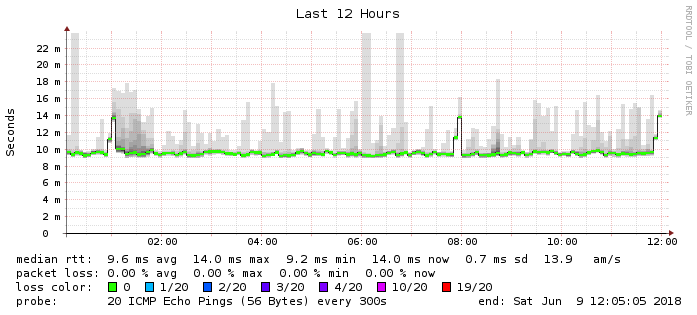 Last 12 Hours
RRDTOOL / TOBI OETIKER
Seconds
22 m
20 m
18 m
16 m
14 m
12 m
10 m
8 m
6 m
4 m
2 m
0
02:00 04:00 06:00 08:00 10:00 12:00
median rtt: 9.6 ms avg 14.0 ms max 9.2 ms min 14.0 ms now 0.7 ms sd 13.9 am/s
packet loss: 0.00 % avg 0.00 % max 0.00 % min 0.00 % now
loss color: 0 1/20 2/20 3/20 4/20 10/20 19/20
probe: 20 ICMP Echo Pings (56 Bytes) every 300s end: Sat Jun 9 12:05:05 2018